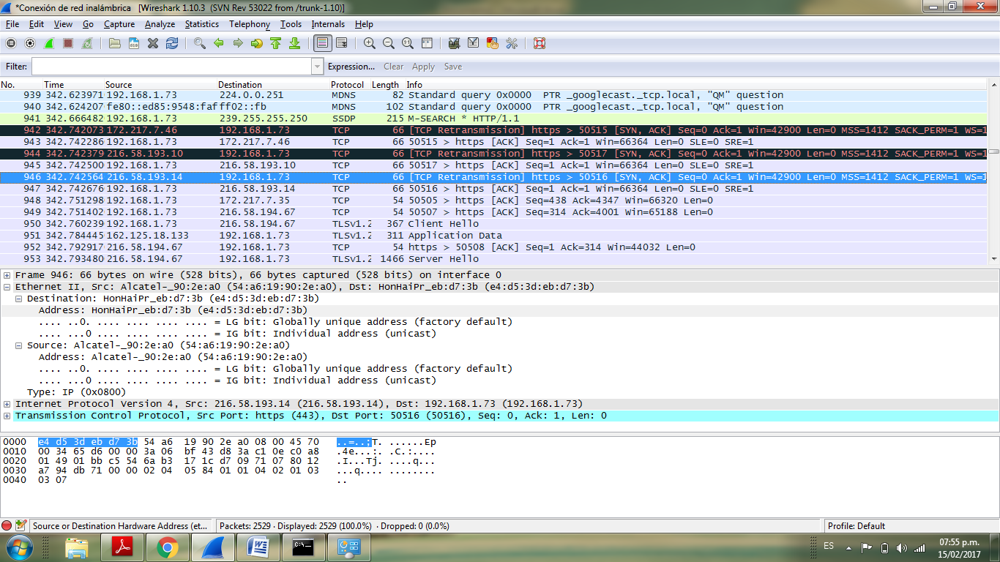 *Conexión de red inalámbrica [Wireshark 1.10.3 (SVN Rev 53022 from /trunk-1.10)]
File Edit View Go Capture Analyze Statistics Telephony Tools Internals Help
Filter: Expression... Clear Apply Save
No. Time Source Destination Protocol Length Info
939 342.623971 192.168.1.73 224.0.0.251 MDNS 82 Standard query 0x0000 PTR _googlecast._tcp.local, "QM" question
940 342.624207 fe80::ed85:9548:faf ff02::fb MDNS 102 Standard query 0x0000 PTR _googlecast._tcp.local, "QM" question
941 342.666482 192.168.1.73 239.255.255.250 SSDP 215 M-SEARCH * HTTP/1.1
942 342.742073 172.217.7.46 192.168.1.73 TCP 66 [TCP Retransmission] https > 50515 [SYN, ACK] Seq=0 Ack=1 Win=42900 Len=0 MSS=1412 SACK_PERM=1 WS=1
943 342.742286 192.168.1.73 172.217.7.46 TCP 66 50515 > https [ACK] Seq=1 Ack=1 Win=66364 Len=0 SLE=0 SRE=1
944 342.742379 216.58.193.10 192.168.1.73 TCP 66 [TCP Retransmission] https > 50517 [SYN, ACK] Seq=0 Ack=1 Win=42900 Len=0 MSS=1412 SACK_PERM=1 WS=1
945 342.742500 192.168.1.73 216.58.193.10 TCP 66 50517 > https [ACK] Seq=1 Ack=1 Win=66364 Len=0 SLE=0 SRE=1
946 342.742564 216.58.193.14 192.168.1.73 TCP 66 [TCP Retransmission] https > 50516 [SYN, ACK] Seq=0 Ack=1 Win=42900 Len=0 MSS=1412 SACK_PERM=1 WS=1
947 342.742676 192.168.1.73 216.58.193.14 TCP 66 50516 > https [ACK] Seq=1 Ack=1 Win=66364 Len=0 SLE=0 SRE=1
948 342.751298 192.168.1.73 172.217.7.35 TCP 54 50505 > https [ACK] Seq=438 Ack=4347 Win=66320 Len=0
949 342.751402 192.168.1.73 216.58.194.67 TCP 54 50507 > https [ACK] Seq=314 Ack=4001 Win=65188 Len=0
950 342.760239 192.168.1.73 216.58.194.67 TLSv1.2 367 Client Hello
951 342.784445 162.125.18.133 192.168.1.73 TLSv1.2 311 Application Data
952 342.792917 216.58.194.67 192.168.1.73 TCP 54 https > 50508 [ACK] Seq=1 Ack=314 Win=44032 Len=0
953 342.793480 216.58.194.67 192.168.1.73 TLSv1.2 1466 Server Hello
Frame 946: 66 bytes on wire (528 bits), 66 bytes captured (528 bits) on interface 0
Ethernet II, Src: Alcatel-_90:2e:a0 (54:a6:19:90:2e:a0), Dst: HonHaiPr_eb:d7:3b (e4:d5:3d:eb:d7:3b)
Destination: HonHaiPr_eb:d7:3b (e4:d5:3d:eb:d7:3b)
Address: HonHaiPr_eb:d7:3b (e4:d5:3d:eb:d7:3b)
.... ..0. .... .... .... .... = LG bit: Globally unique address (factory default)
.... ...0 .... .... .... .... = IG bit: Individual address (unicast)
Source: Alcatel-_90:2e:a0 (54:a6:19:90:2e:a0)
Address: Alcatel-_90:2e:a0 (54:a6:19:90:2e:a0)
.... ..0. .... .... .... .... = LG bit: Globally unique address (factory default)
.... ...0 .... .... .... .... = IG bit: Individual address (unicast)
Type: IP (0x0800)
Internet Protocol Version 4, Src: 216.58.193.14 (216.58.193.14), Dst: 192.168.1.73 (192.168.1.73)
Transmission Control Protocol, Src Port: https (443), Dst Port: 50516 (50516), Seq: 0, Ack: 1, Len: 0
0000 e4 d5 3d eb d7 3b 54 a6 19 90 2e a0 08 00 45 70 ..=..;T. ......Ep
0010 00 34 65 d6 00 00 3a 06 bf 43 d8 3a c1 0e c0 a8 .4e...:. .C.:....
0020 01 49 01 bb c5 54 6a b3 17 1c d7 09 71 07 80 12 .I...Tj. ....q...
0030 a7 94 db 71 00 00 02 04 05 84 01 01 04 02 01 03 ...q.... ........
0040 03 07 ..
Source or Destination Hardware Address (et... Packets: 2529 · Displayed: 2529 (100.0%) · Dropped: 0 (0.0%) Profile: Default
ES 07:55 p.m.
15/02/2017